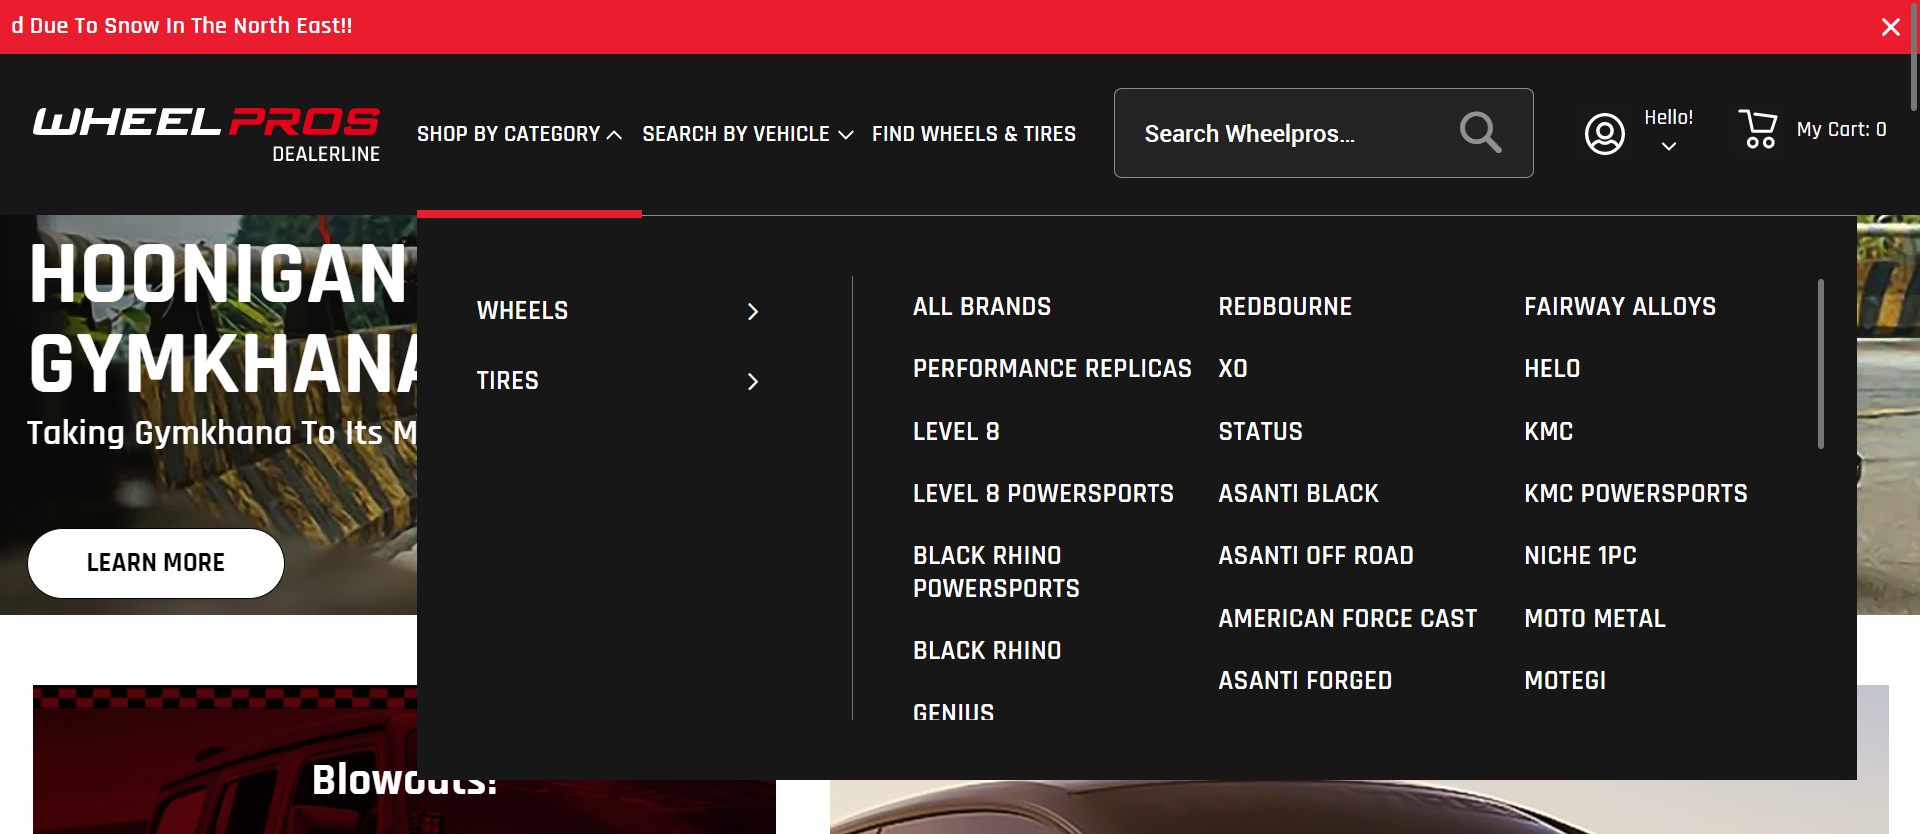 d Due To Snow In The North East!!
WHEEL PROS
DEALERLINE
SHOP BY CATEGORY
SEARCH BY VEHICLE
FIND WHEELS & TIRES
Search Wheelpros...
Hello!
My Cart: 0
HOONIGAN
GYMKHANA
Taking Gymkhana To Its M
LEARN MORE
WHEELS
TIRES
ALL BRANDS
PERFORMANCE REPLICAS
LEVEL 8
LEVEL 8 POWERSPORTS
BLACK RHINO
POWERSPORTS
BLACK RHINO
GENIUS
REDBOURNE
XO
STATUS
ASANTI BLACK
ASANTI OFF ROAD
AMERICAN FORCE CAST
ASANTI FORGED
FAIRWAY ALLOYS
HELO
KMC
KMC POWERSPORTS
NICHE 1PC
MOTO METAL
MOTEGI
Blowouts!